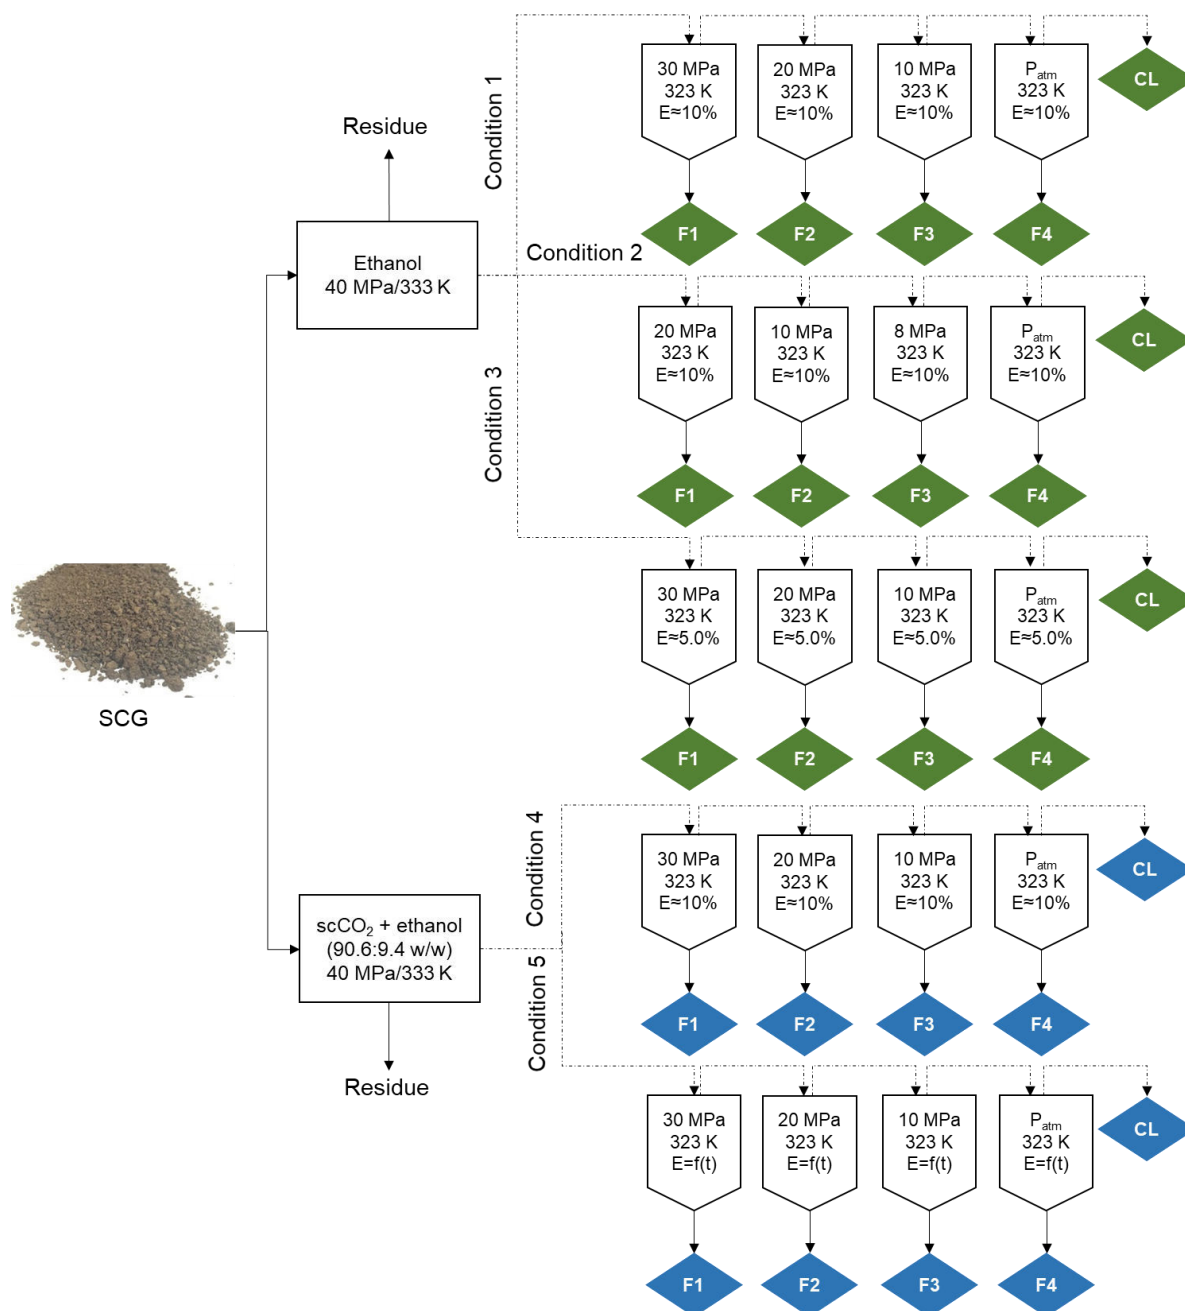 SCG
Residue
Ethanol
40 MPa/333 K
Condition 1
30 MPa
323 K
E≈10%
20 MPa
323 K
E≈10%
10 MPa
323 K
E≈10%
Patm
323 K
E≈10%
CL
F1
F2
F3
F4
Condition 2
20 MPa
323 K
E≈10%
10 MPa
323 K
E≈10%
8 MPa
323 K
E≈10%
Patm
323 K
E≈10%
CL
F1
F2
F3
F4
Condition 3
30 MPa
323 K
E≈5.0%
20 MPa
323 K
E≈5.0%
10 MPa
323 K
E≈5.0%
Patm
323 K
E≈5.0%
CL
F1
F2
F3
F4
scCO₂ + ethanol
(90.6:9.4 w/w)
40 MPa/333 K
Residue
Condition 4
30 MPa
323 K
E≈10%
20 MPa
323 K
E≈10%
10 MPa
323 K
E≈10%
Patm
323 K
E≈10%
CL
F1
F2
F3
F4
Condition 5
30 MPa
323 K
E=f(t)
20 MPa
323 K
E=f(t)
10 MPa
323 K
E=f(t)
Patm
323 K
E=f(t)
CL
F1
F2
F3
F4